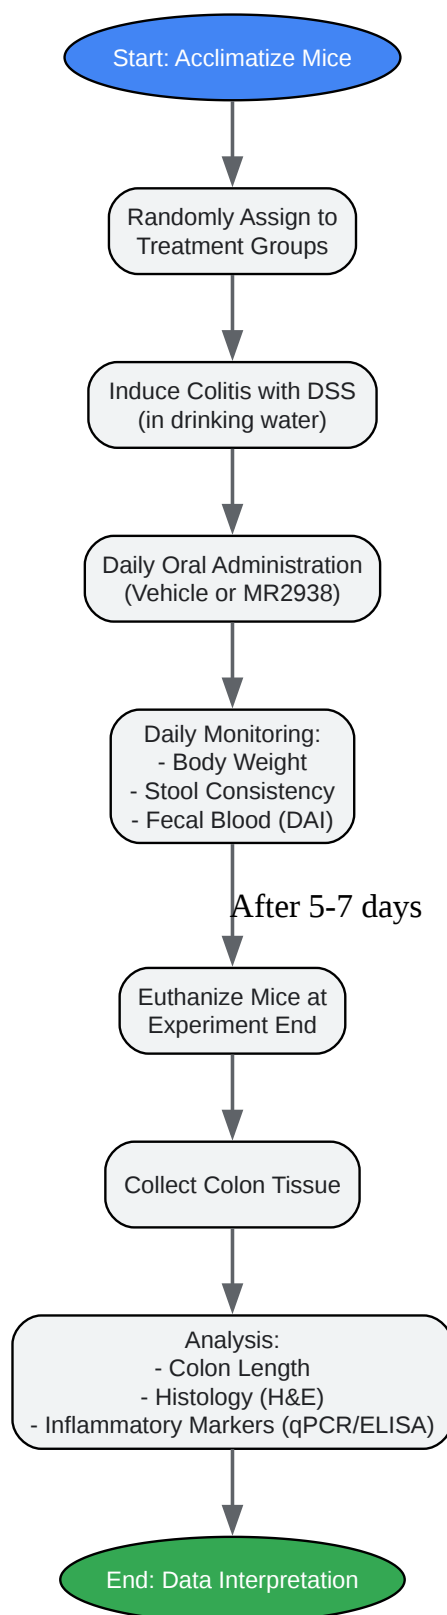 Start: Acclimatize Mice
Randomly Assign to
Treatment Groups
Induce Colitis with DSS
(in drinking water)
Daily Oral Administration
(Vehicle or MR2938)
Daily Monitoring:
- Body Weight
- Stool Consistency
- Fecal Blood (DAI)
After 5-7 days
Euthanize Mice at
Experiment End
Collect Colon Tissue
Analysis:
- Colon Length
- Histology (H&E)
- Inflammatory Markers (qPCR/ELISA)
End: Data Interpretation